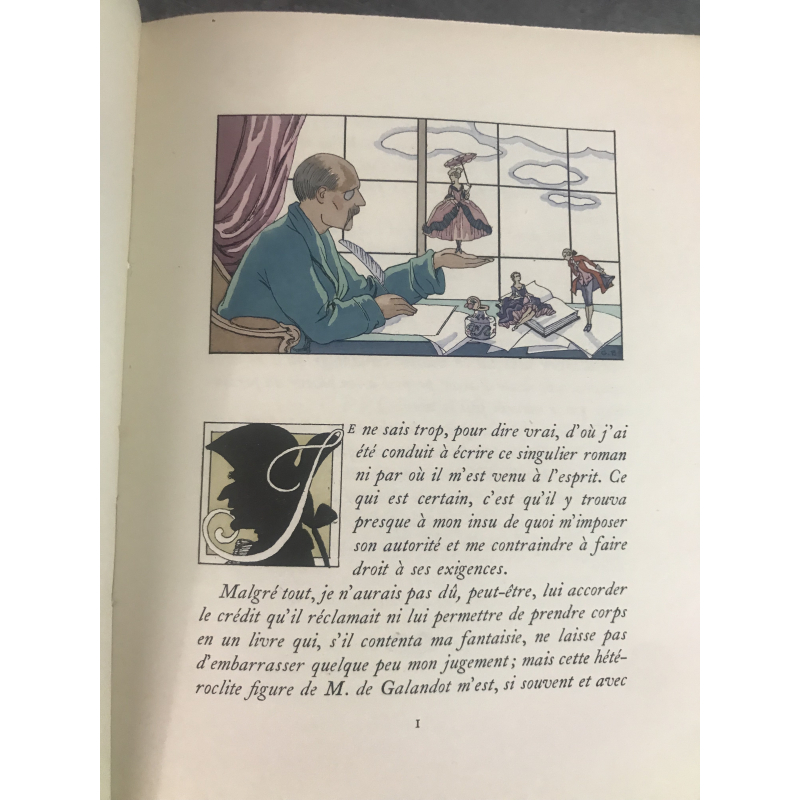 JE ne sais trop, pour dire vrai, d'où j'ai
été conduit à écrire ce singulier roman
ni par où il m'est venu à l'esprit. Ce
qui est certain, c'est qu'il y trouva
presque à mon insu de quoi m'imposer
son autorité et me contraindre à faire
droit à ses exigences.
Malgré tout, je n'aurais pas dû, peut-être, lui accorder
le crédit qu'il réclamait ni lui permettre de prendre corps
en un livre qui, s'il contenta ma fantaisie, ne laisse pas
d'embarrasser quelque peu mon jugement ; mais cette hété-
roclite figure de M. de Galandot m'est, si souvent et avec
1